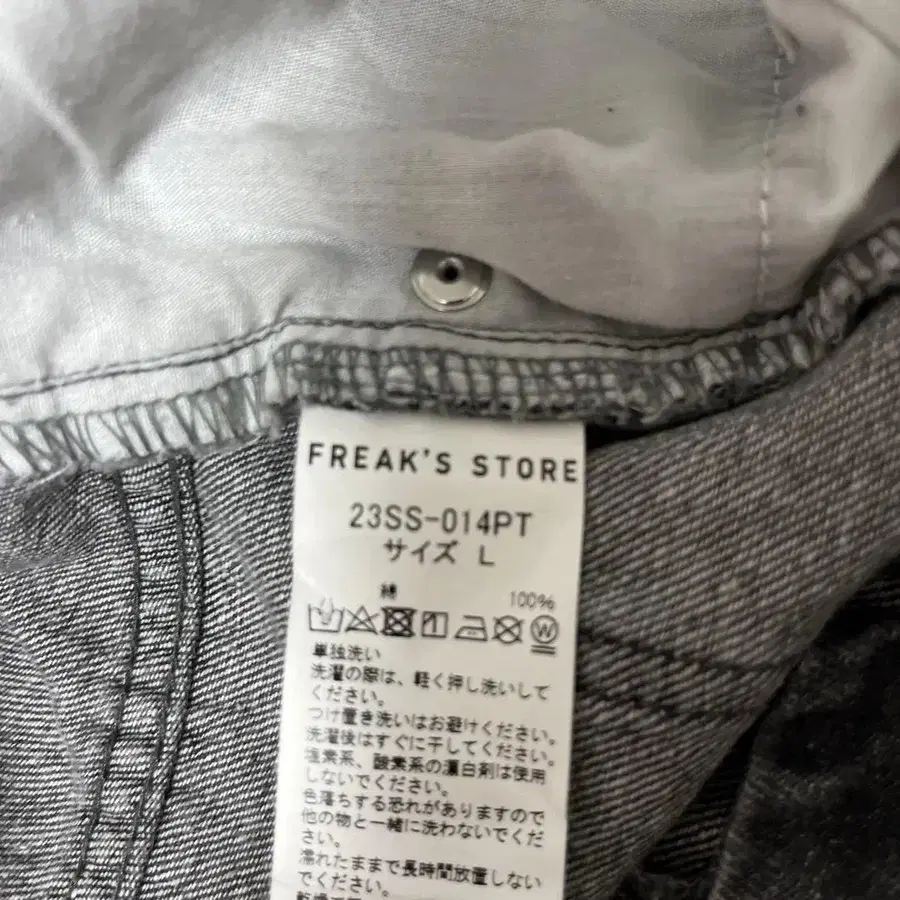 FREAK'S STORE
23SS-014PT
サイズ L
綿 100%
W
単独洗い
洗濯の際は、軽く押し洗いして
ください。
つけ置き洗いはお避けください。
洗濯後はすぐに干してください。
塩素系、酸素系の漂白剤は使用
しないでください。
色落ちする恐れがありますので
他の物と一緒に洗わないでくだ
さい。
濡れたままで長時間放置しない
でください。